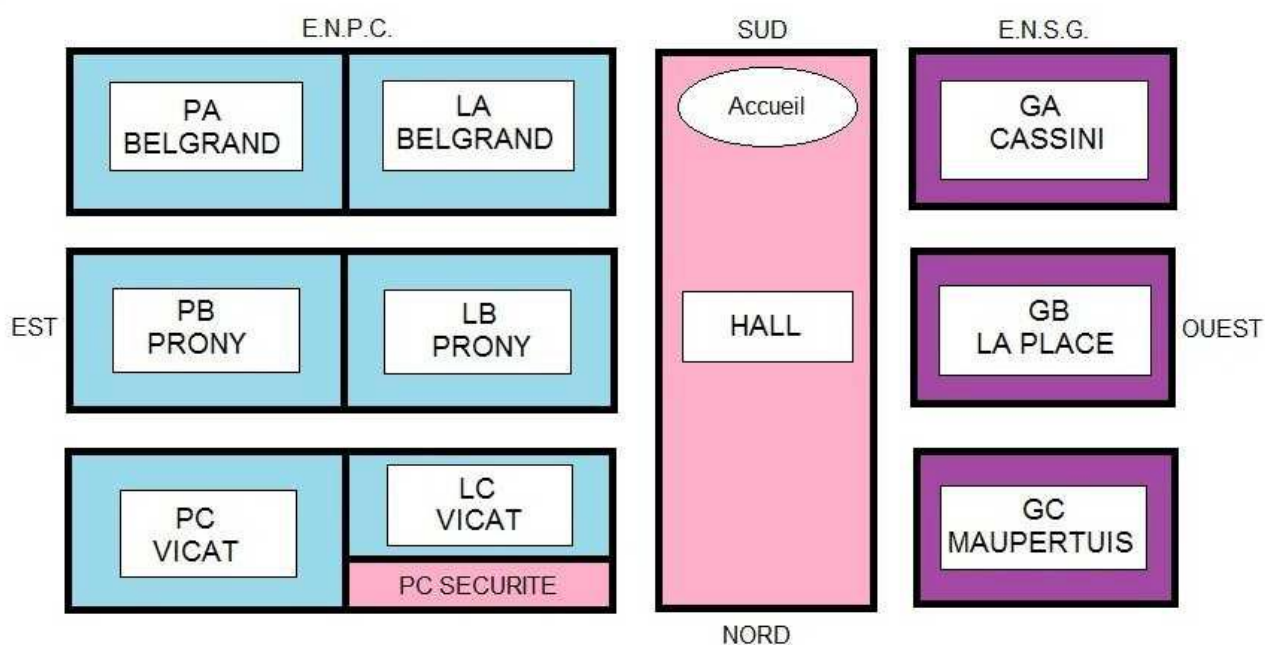 E.N.P.C.
SUD
E.N.S.G.
PA
BELGRAND
LA
BELGRAND
Accueil
GA
CASSINI
EST
PB
PRONY
LB
PRONY
HALL
GB
LA PLACE
OUEST
PC
VICAT
LC
VICAT
PC SECURITE
GC
MAUPERTUIS
NORD